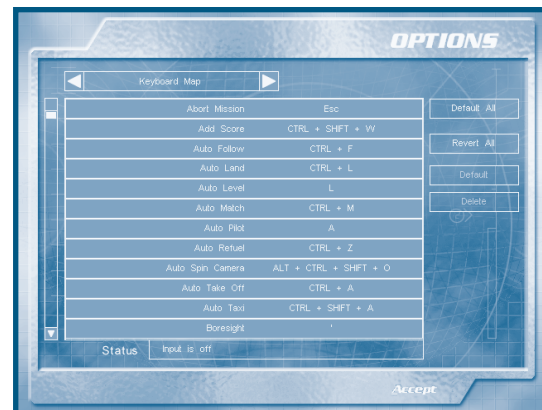 OPTIONS
Keyboard Map
Abort Mission Esc
Add Score CTRL + SHIFT + W
Auto Follow CTRL + F
Auto Land CTRL + L
Auto Level L
Auto Match CTRL + M
Auto Pilot A
Auto Refuel CTRL + Z
Auto Spin Camera ALT + CTRL + SHIFT + O
Auto Take Off CTRL + A
Auto Taxi CTRL + SHIFT + A
Boresight '
Default All
Revert All
Default
Delete
Status Input is off
Accept